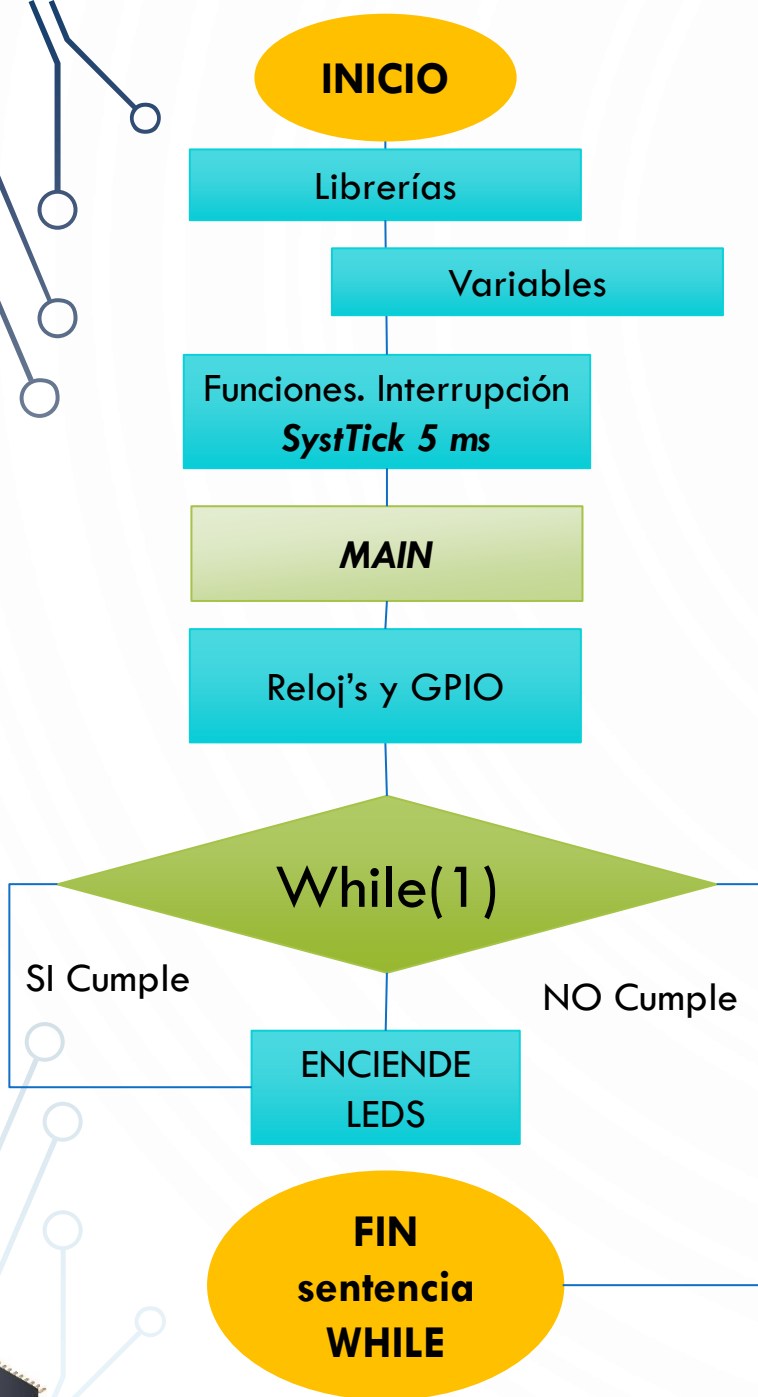 INICIO
Librerías
Variables
Funciones. Interrupción
SystTick 5 ms
MAIN
Reloj's y GPIO
While(1)
SI Cumple
NO Cumple
ENCIENDE
LEDS
FIN
sentencia
WHILE